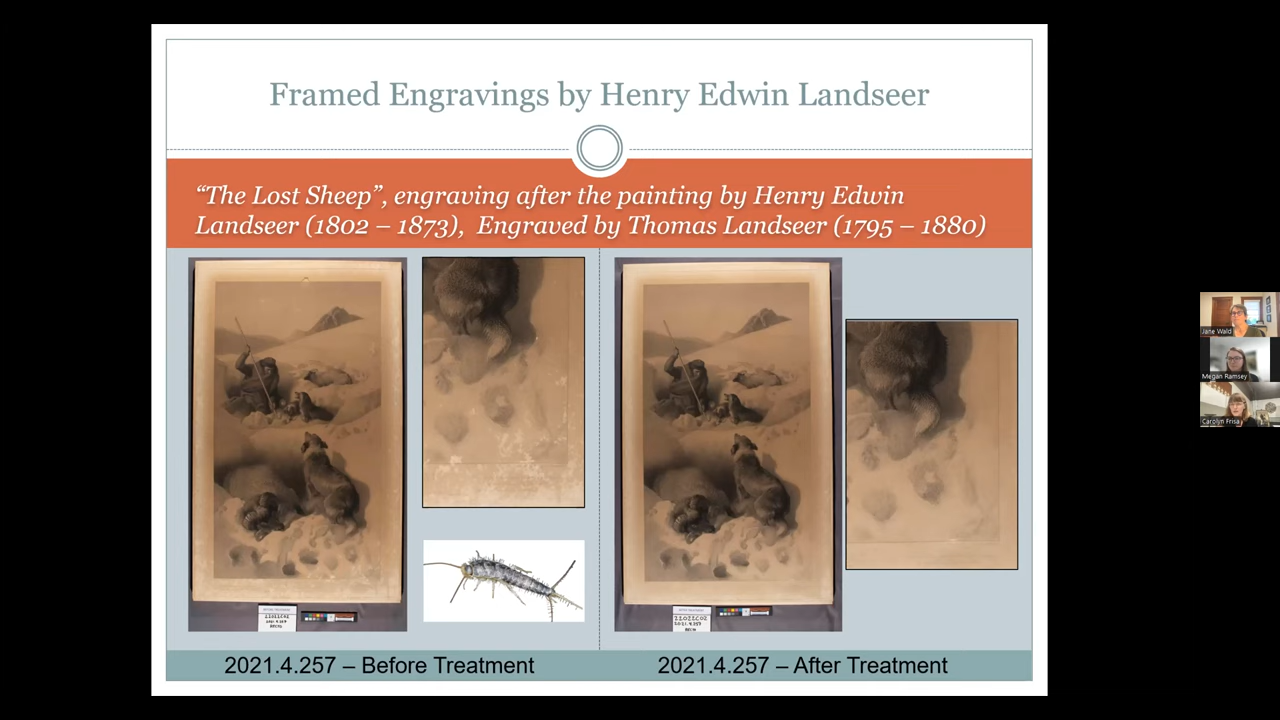 Framed Engravings by Henry Edwin Landseer
“The Lost Sheep”, engraving after the painting by Henry Edwin
Landseer (1802 – 1873),  Engraved by Thomas Landseer (1795 – 1880)
2021.4.257 – Before Treatment
2021.4.257 – After Treatment
Jane Wald
Megan Ramsey
Carolyn Frisa